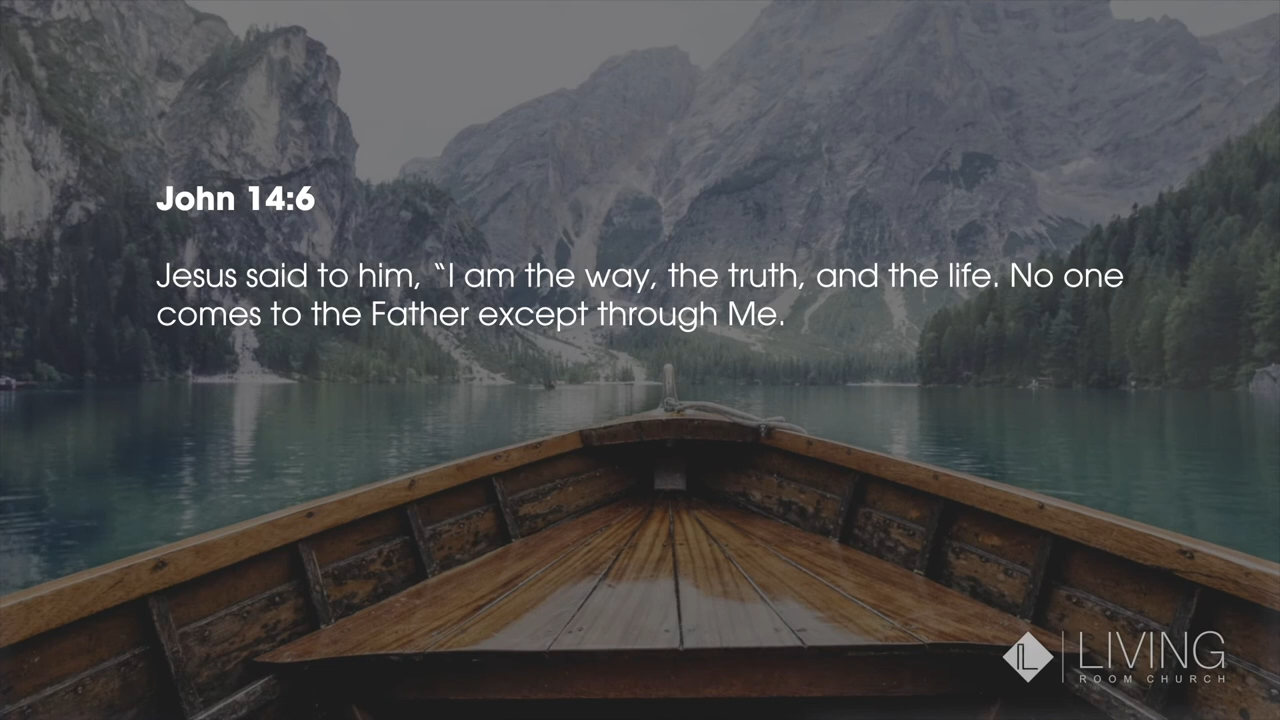 John 14:6
Jesus said to him, “I am the way, the truth, and the life. No one
comes to the Father except through Me.
LIVING
ROOM CHURCH